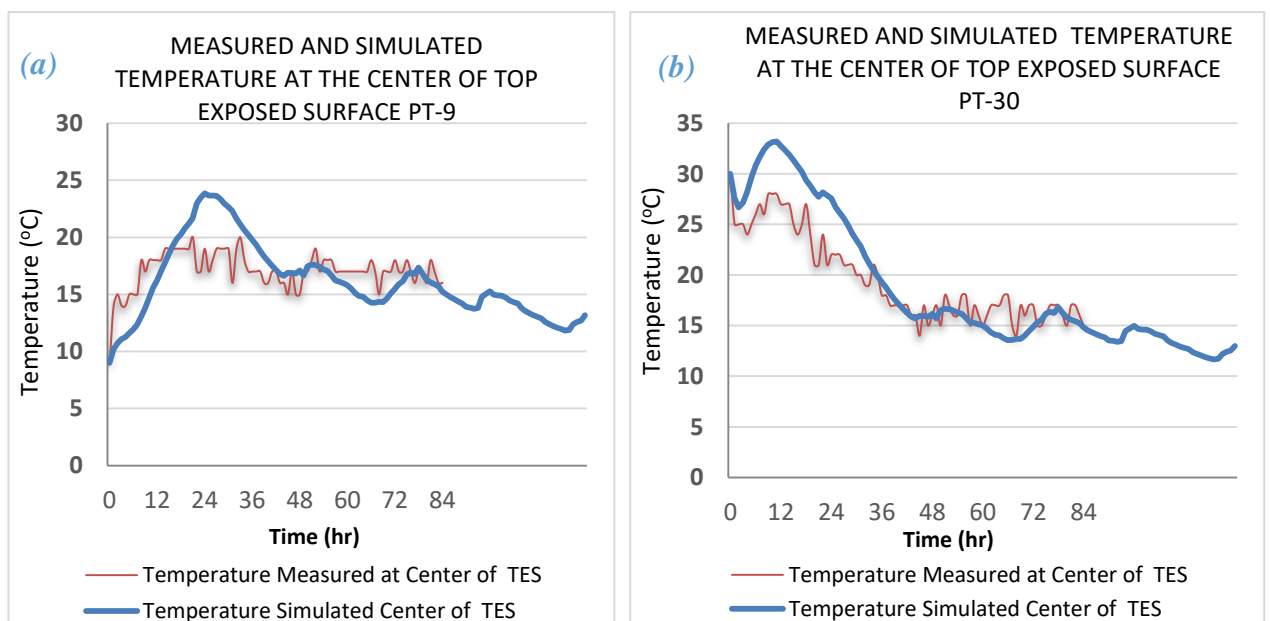 (a)
MEASURED AND SIMULATED
TEMPERATURE AT THE CENTER OF TOP
EXPOSED SURFACE PT-9
30
25
20
15
10
5
0
Temperature (°C)
0 12 24 36 48 60 72 84
Time (hr)
Temperature Measured at Center of TES
Temperature Simulated Center of TES
(b)
MEASURED AND SIMULATED TEMPERATURE
AT THE CENTER OF TOP EXPOSED SURFACE
PT-30
35
30
25
20
15
10
5
0
Temperature (°C)
0 12 24 36 48 60 72 84
Time (hr)
Temperature Measured at Center of TES
Temperature Simulated Center of TES